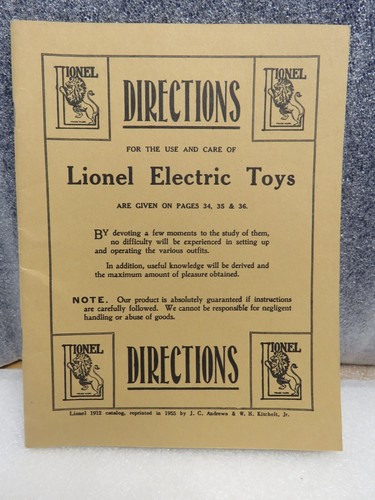 LIONEL
DIRECTIONS
LIONEL
FOR THE USE AND CARE OF
Lionel Electric Toys
ARE GIVEN ON PAGES 34, 35 & 36.
BY devoting a few moments to the study of them,
no difficulty will be experienced in setting up
and operating the various outfits.
In addition, useful knowledge will be derived and
the maximum amount of pleasure obtained.
NOTE. Our product is absolutely guaranteed if instructions
are carefully followed. We cannot be responsible for negligent
handling or abuse of goods.
LIONEL
DIRECTIONS
LIONEL
Lionel 1912 catalog, reprinted in 1955 by J. C. Andrews & W. H. Kitchelt, Jr.